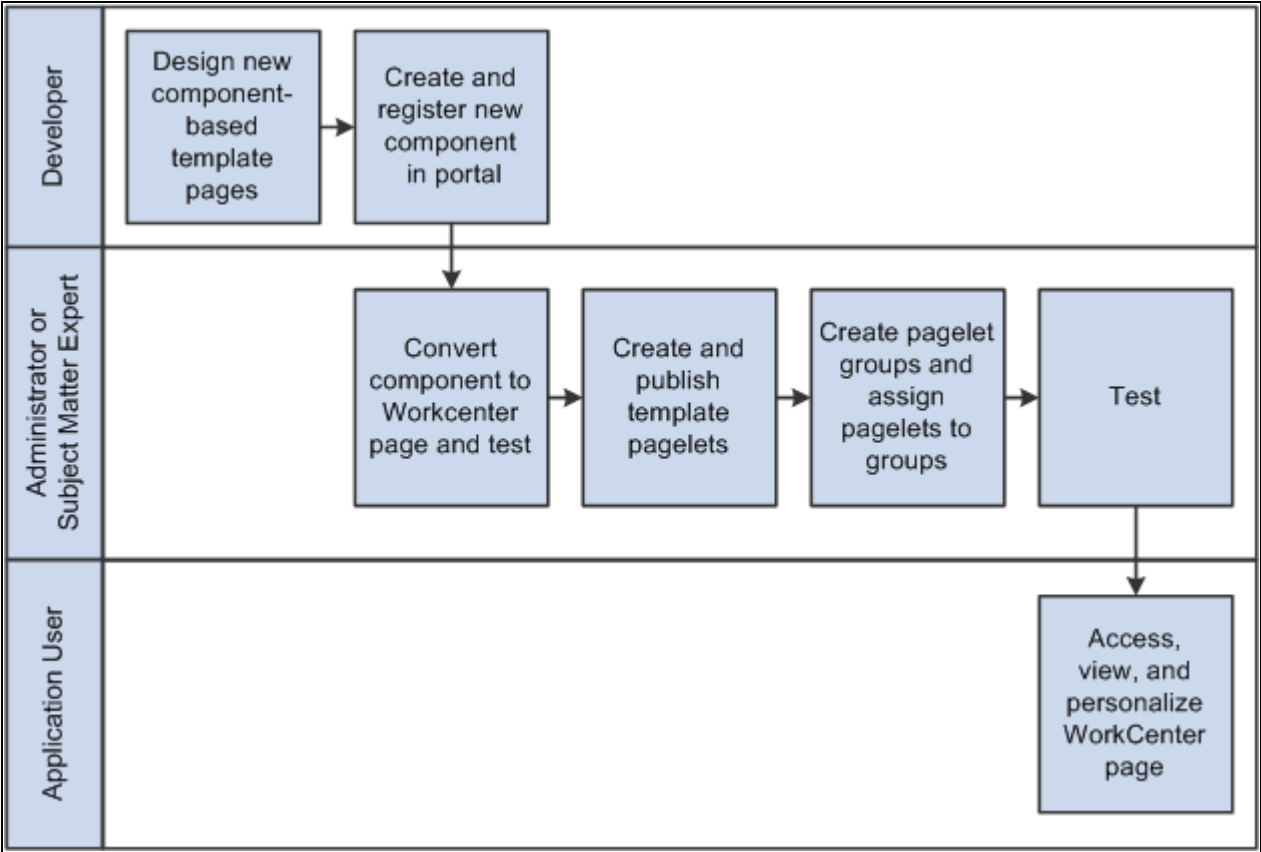 Developer
Design new
component-
based
template
pages
Create and
register new
component
in portal
Administrator or
Subject Matter Expert
Convert
component to
Workcenter
page and test
Create and
publish
template
pagelets
Create pagelet
groups and
assign
pagelets to
groups
Test
Application User
Access,
view, and
personalize
WorkCenter
page